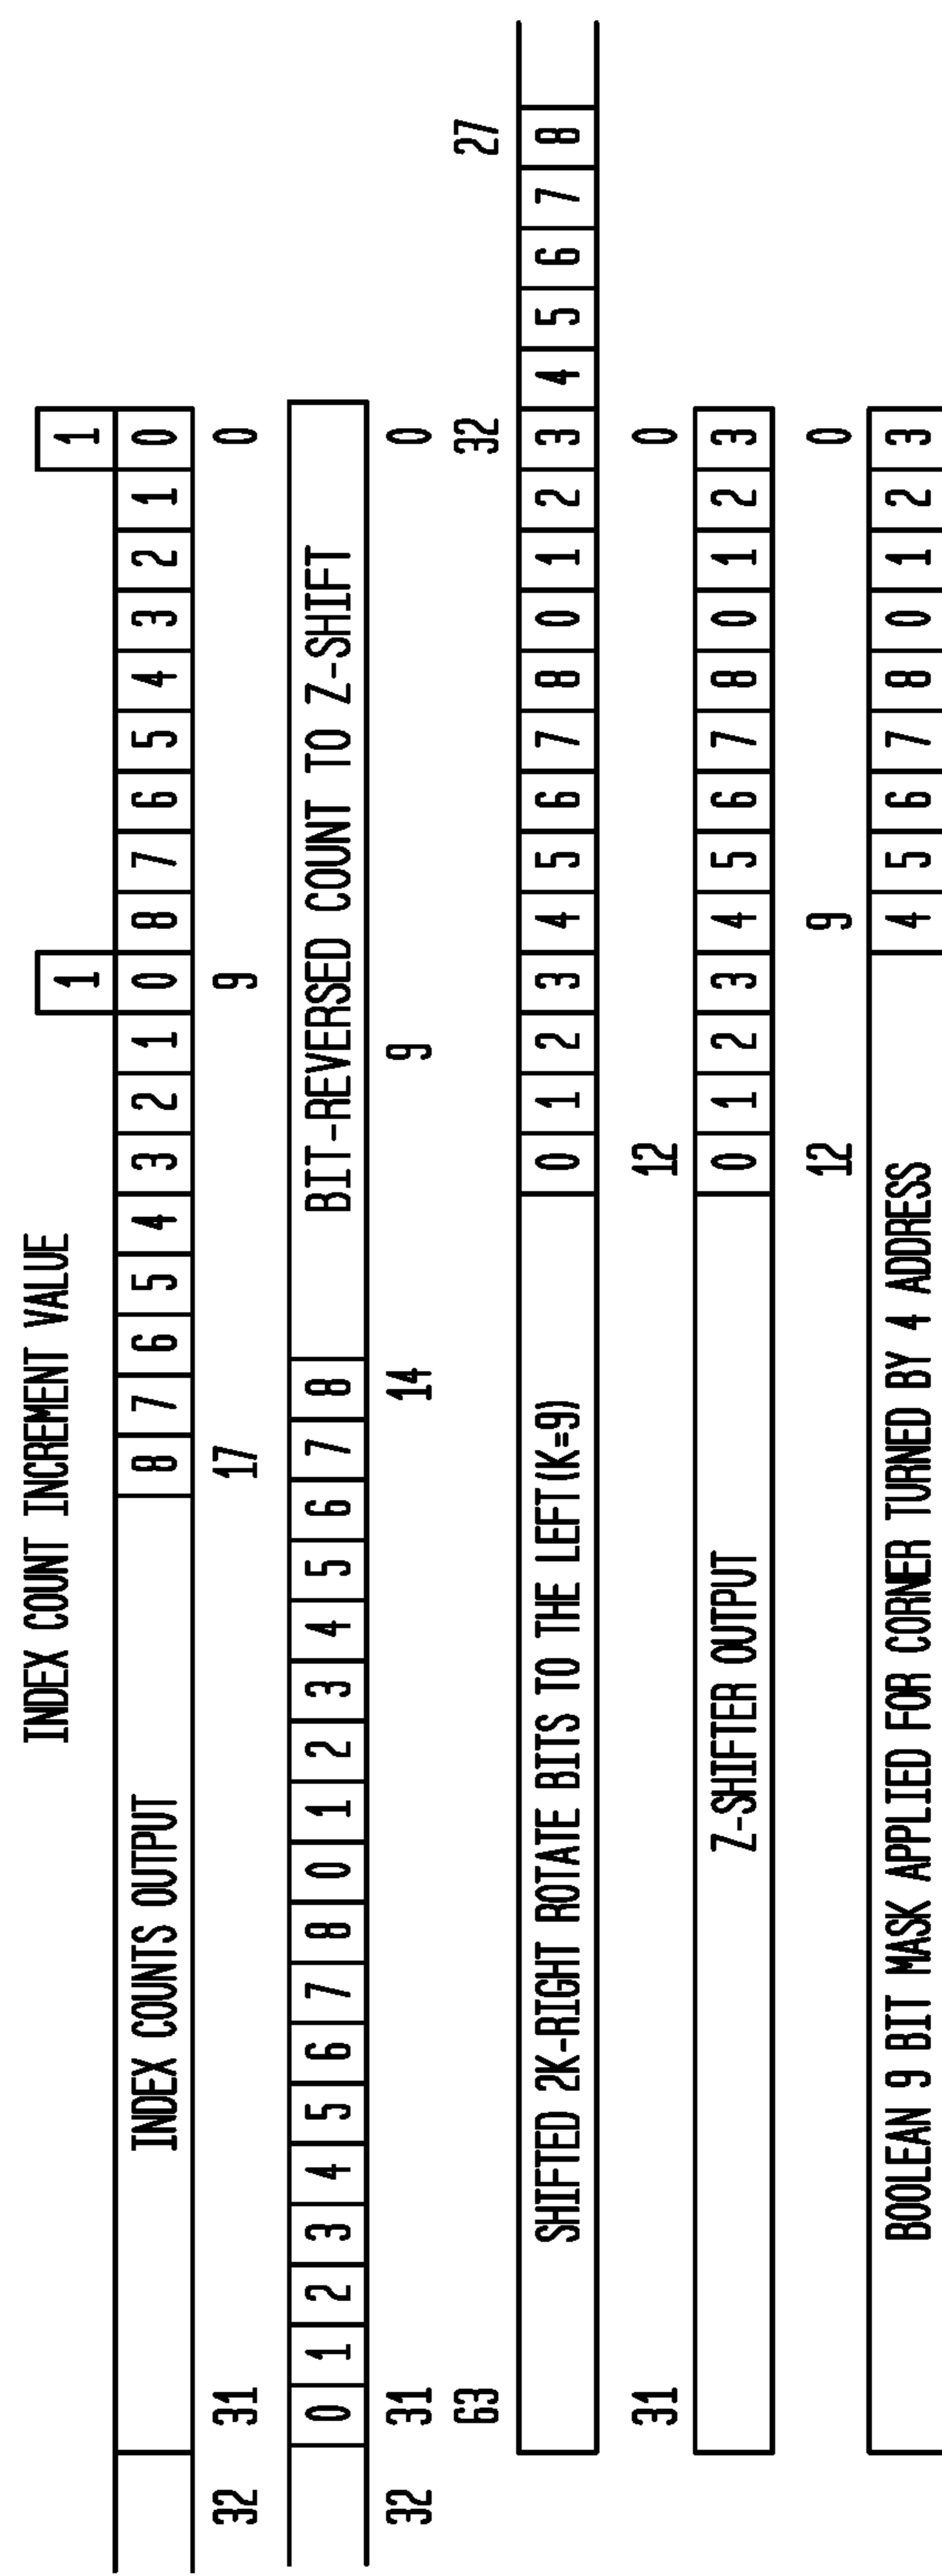 INDEX COUNT INCREMENT VALUE
1 1
INDEX COUNTS OUTPUT 8 7 6 5 4 3 2 1 0 8 7 6 5 4 3 2 1 0
32 31 17 9 0
0 1 2 3 4 5 6 7 8 0 1 2 3 4 5 6 7 8 BIT-REVERSED COUNT TO Z-SHIFT
32 31 14 9 0
63 32 27
SHIFTED 2K-RIGHT ROTATE BITS TO THE LEFT(K=9) 0 1 2 3 4 5 6 7 8 0 1 2 3 4 5 6 7 8
31 12 0
Z-SHIFTER OUTPUT 0 1 2 3 4 5 6 7 8 0 1 2 3
12 9 0
BOOLEAN 9 BIT MASK APPLIED FOR CORNER TURNED BY 4 ADDRESS 4 5 6 7 8 0 1 2 3